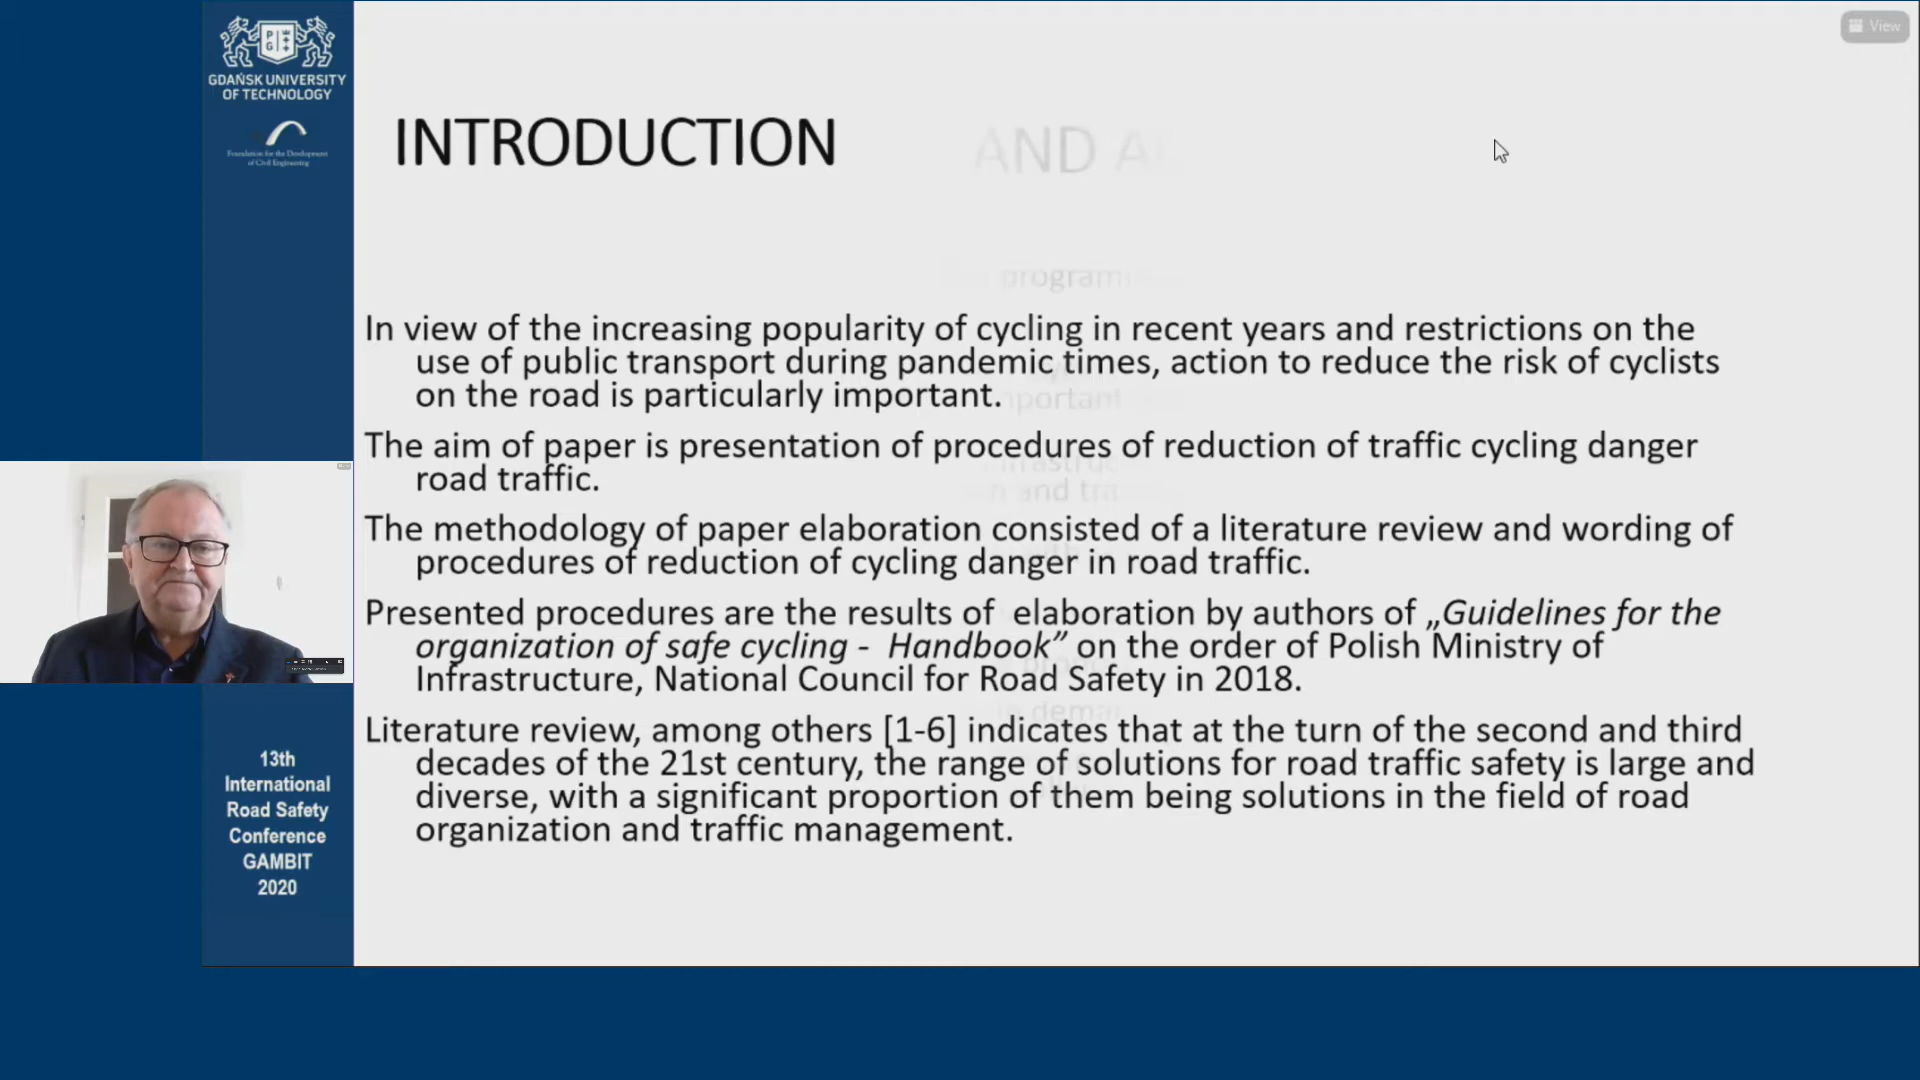 P G
GDAŃSK UNIVERSITY
OF TECHNOLOGY
Foundation for the Development
of Civil Engineering
View
INTRODUCTION
AND
programm
In view of the increasing popularity of cycling in recent years and restrictions on the
use of public transport during pandemic times, action to reduce the risk of cyclists
on the road is particularly important.
The aim of paper is presentation of procedures of reduction of traffic cycling danger
road traffic.
The methodology of paper elaboration consisted of a literature review and wording of
procedures of reduction of cycling danger in road traffic.
Presented procedures are the results of elaboration by authors of „Guidelines for the
organization of safe cycling - Handbook” on the order of Polish Ministry of
Infrastructure, National Council for Road Safety in 2018.
Literature review, among others [1-6] indicates that at the turn of the second and third
decades of the 21st century, the range of solutions for road traffic safety is large and
diverse, with a significant proportion of them being solutions in the field of road
organization and traffic management.
13th
International
Road Safety
Conference
GAMBIT
2020